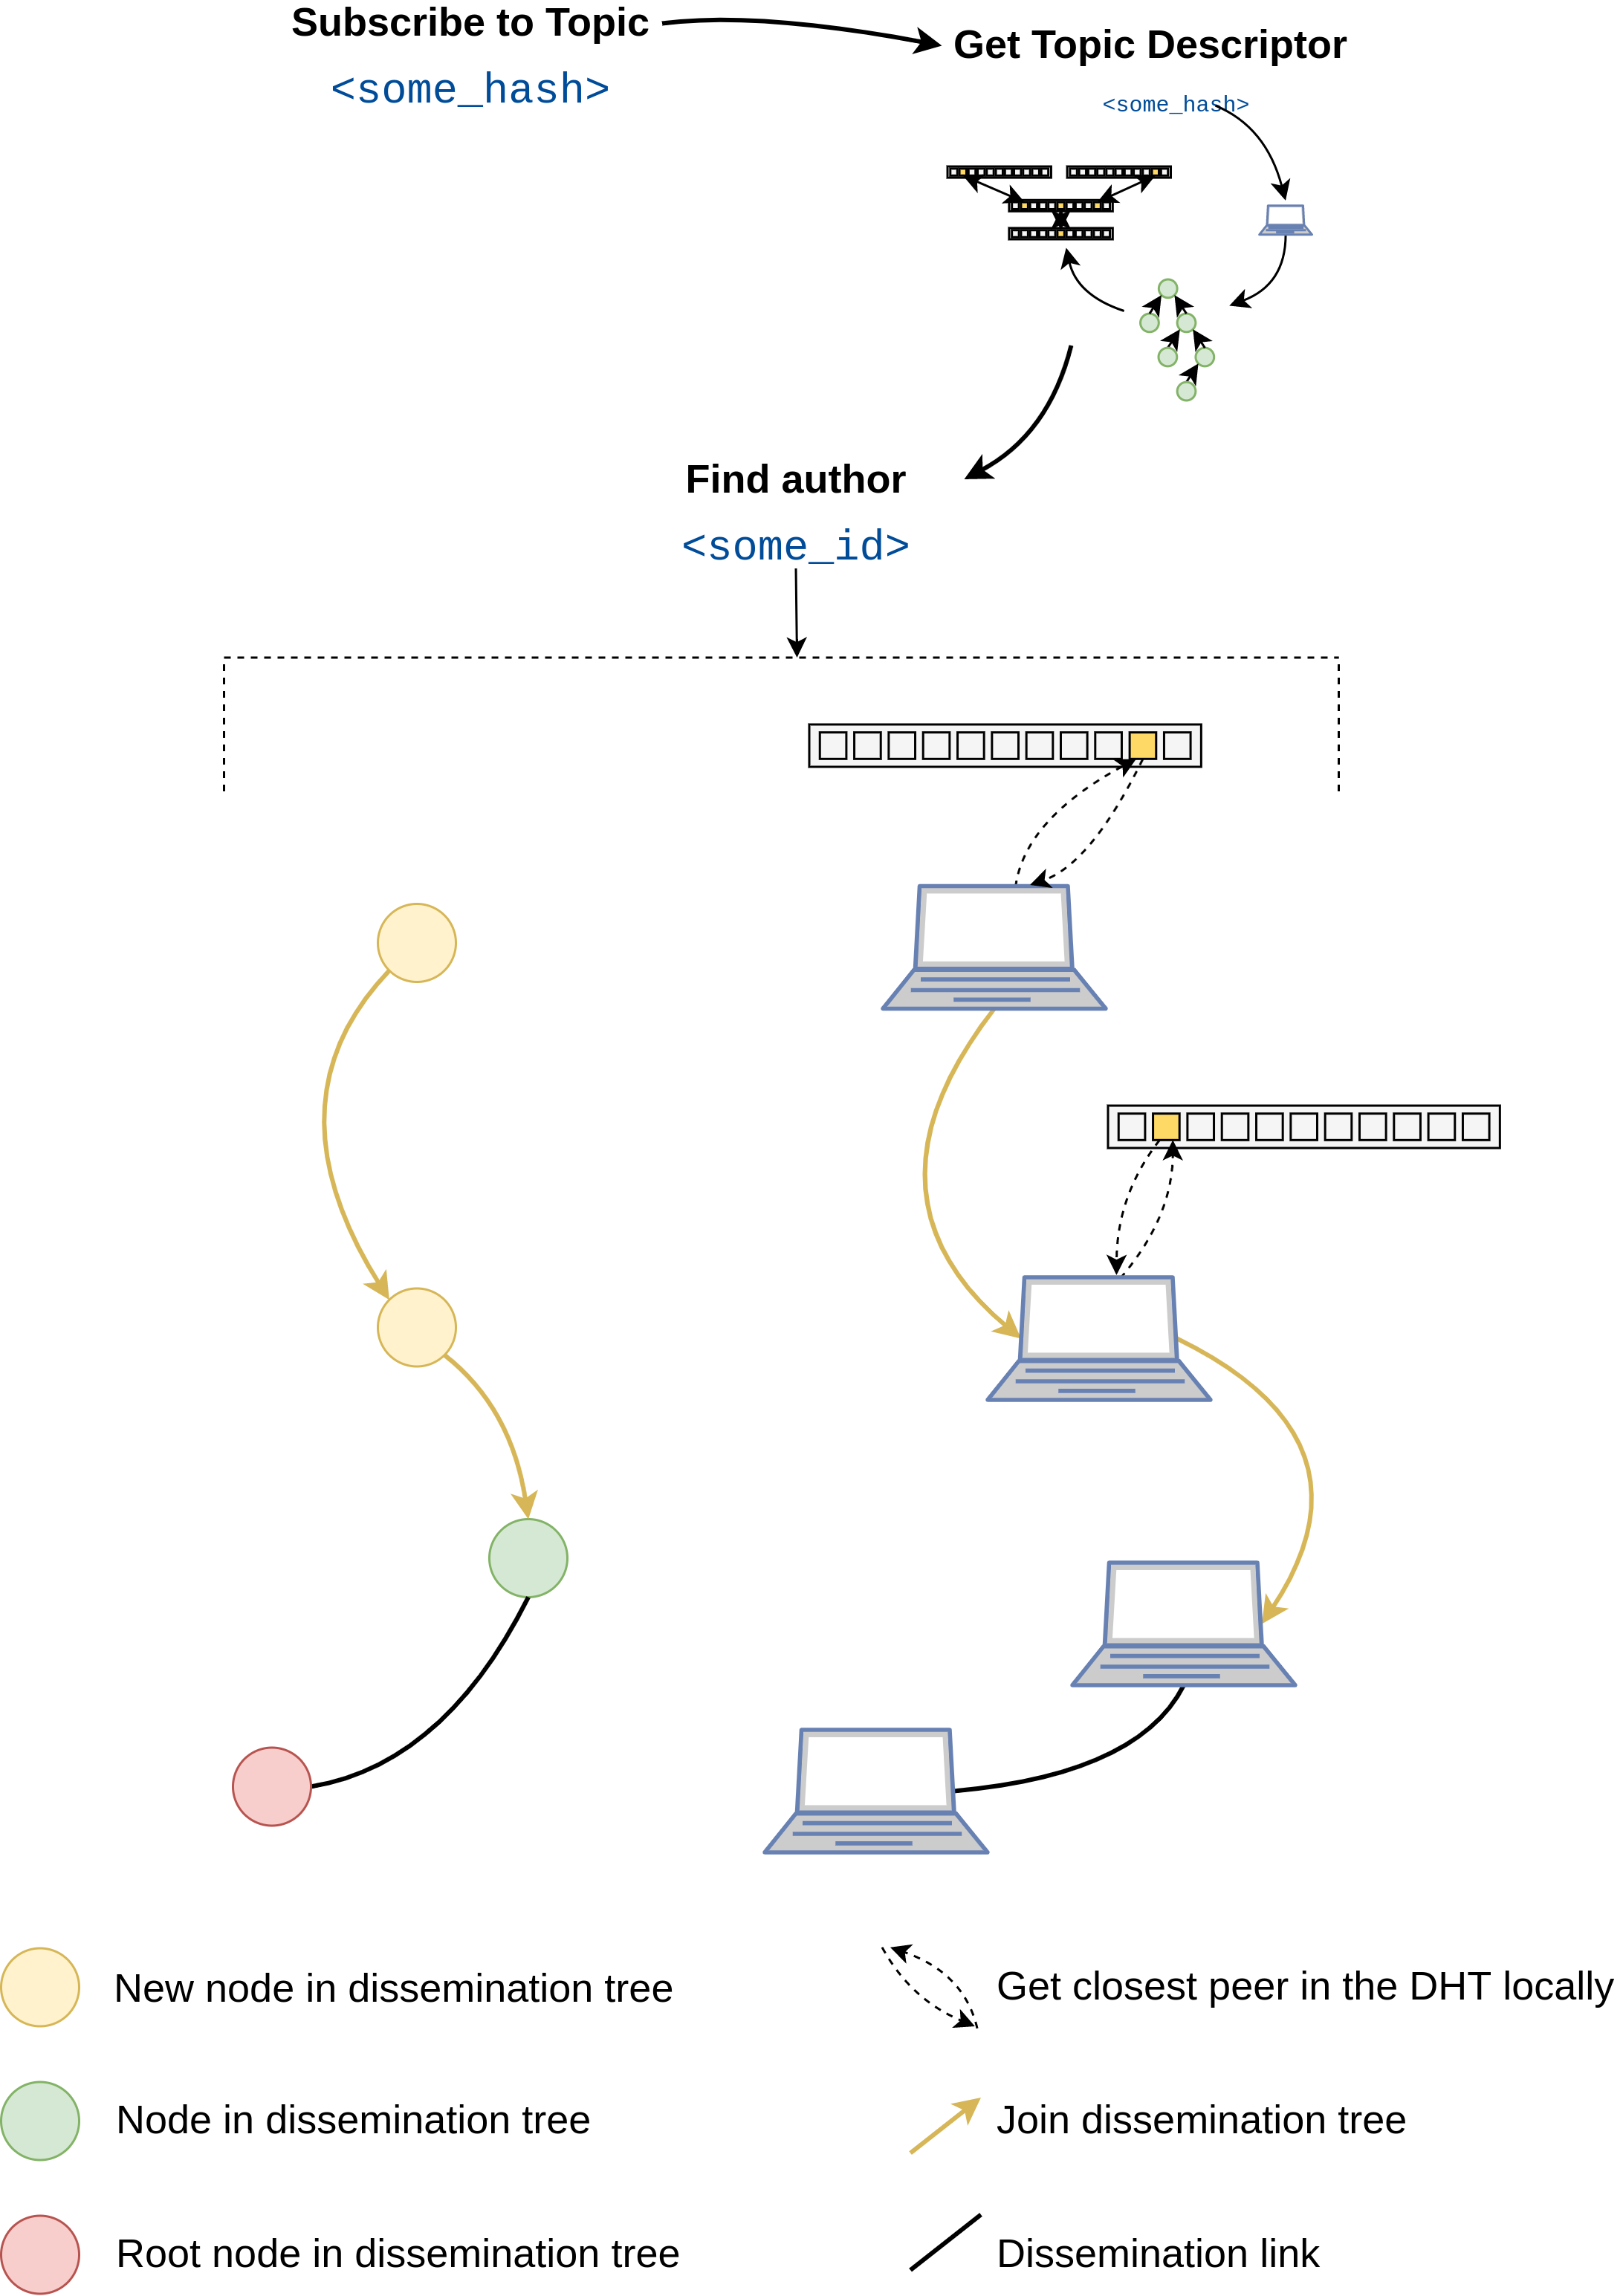 Subscribe to Topic
<some_hash>
Get Topic Descriptor
<some_hash>
Find author
<some_id>
New node in dissemination tree
Get closest peer in the DHT locally
Node in dissemination tree
Join dissemination tree
Root node in dissemination tree
Dissemination link